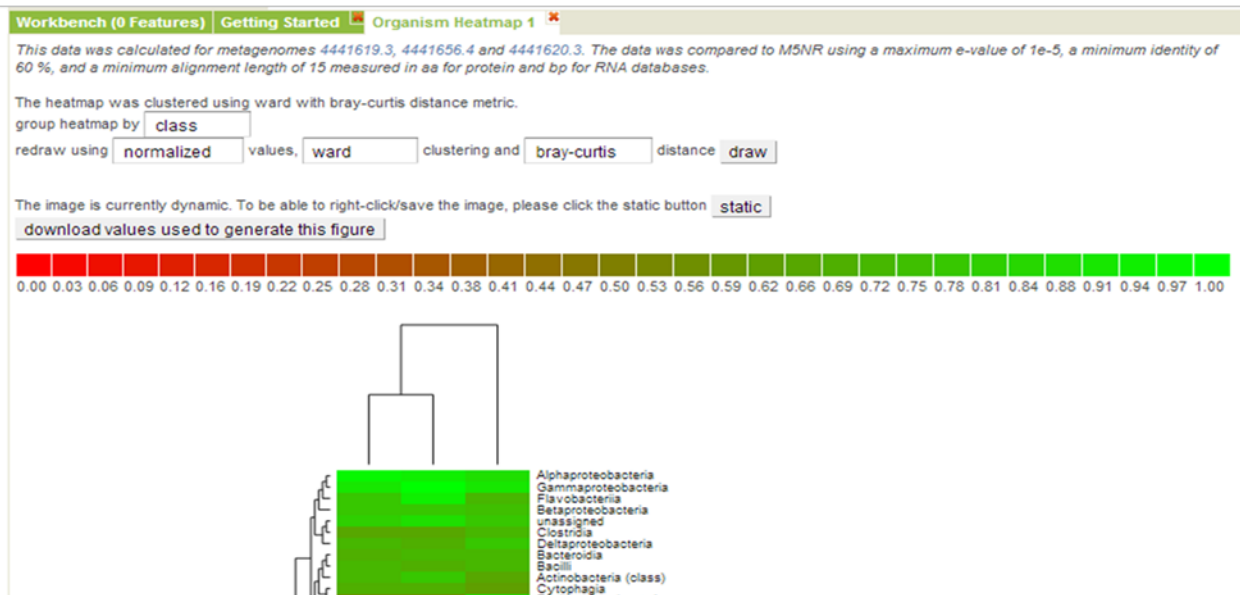 Workbench (0 Features) Getting Started Organism Heatmap 1
This data was calculated for metagenomes 4441619.3, 4441656.4 and 4441620.3. The data was compared to M5NR using a maximum e-value of 1e-5, a minimum identity of
60 %, and a minimum alignment length of 15 measured in aa for protein and bp for RNA databases.
The heatmap was clustered using ward with bray-curtis distance metric.
group heatmap by class
redraw using normalized values, ward clustering and bray-curtis distance draw
The image is currently dynamic. To be able to right-click/save the image, please click the static button static
download values used to generate this figure
0.00 0.03 0.06 0.09 0.12 0.16 0.19 0.22 0.25 0.28 0.31 0.34 0.38 0.41 0.44 0.47 0.50 0.53 0.56 0.59 0.62 0.66 0.69 0.72 0.75 0.78 0.81 0.84 0.88 0.91 0.94 0.97 1.00
Alphaproteobacteria
Gammaproteobacteria
Flavobacteriia
Betaproteobacteria
unassigned
Clostridia
Deltaproteobacteria
Bacteroidia
Bacilli
Actinobacteria (class)
Cytophagia